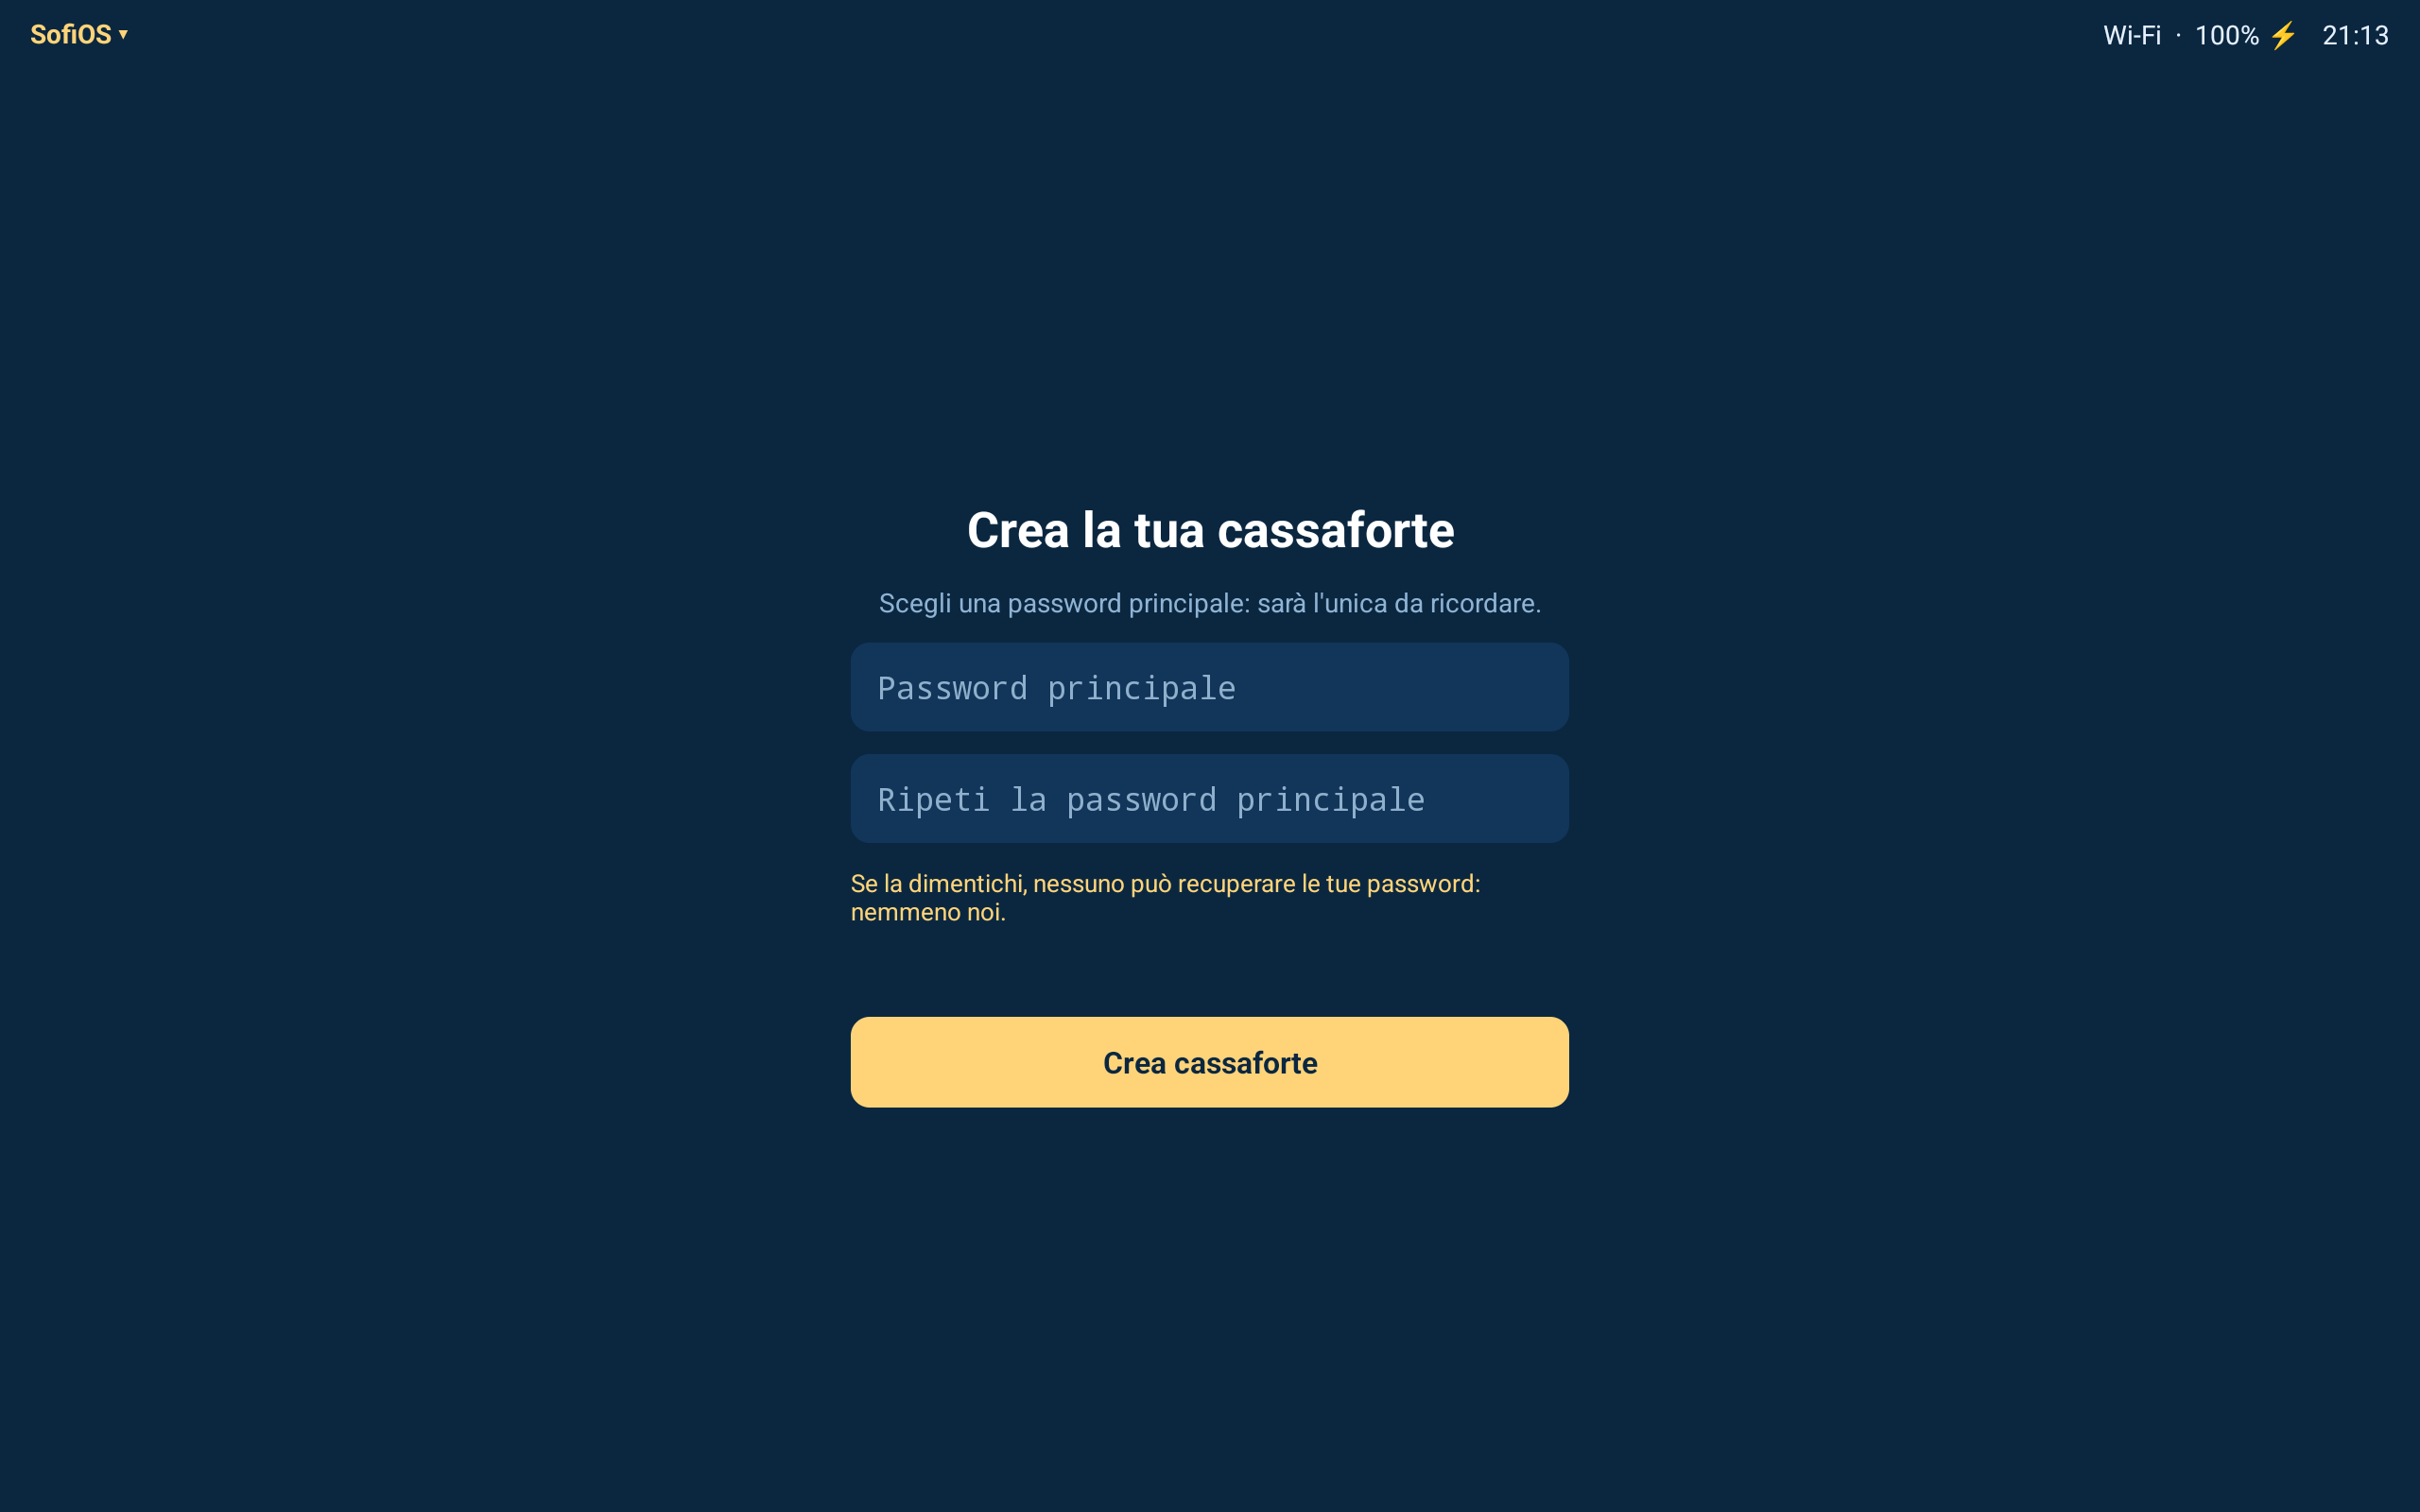 SofiOS ▾
Wi-Fi · 100% ⚡ 21:13
Crea la tua cassaforte
Scegli una password principale: sarà l'unica da ricordare.
Password principale
Ripeti la password principale
Se la dimentichi, nessuno può recuperare le tue password:
nemmeno noi.
Crea cassaforte